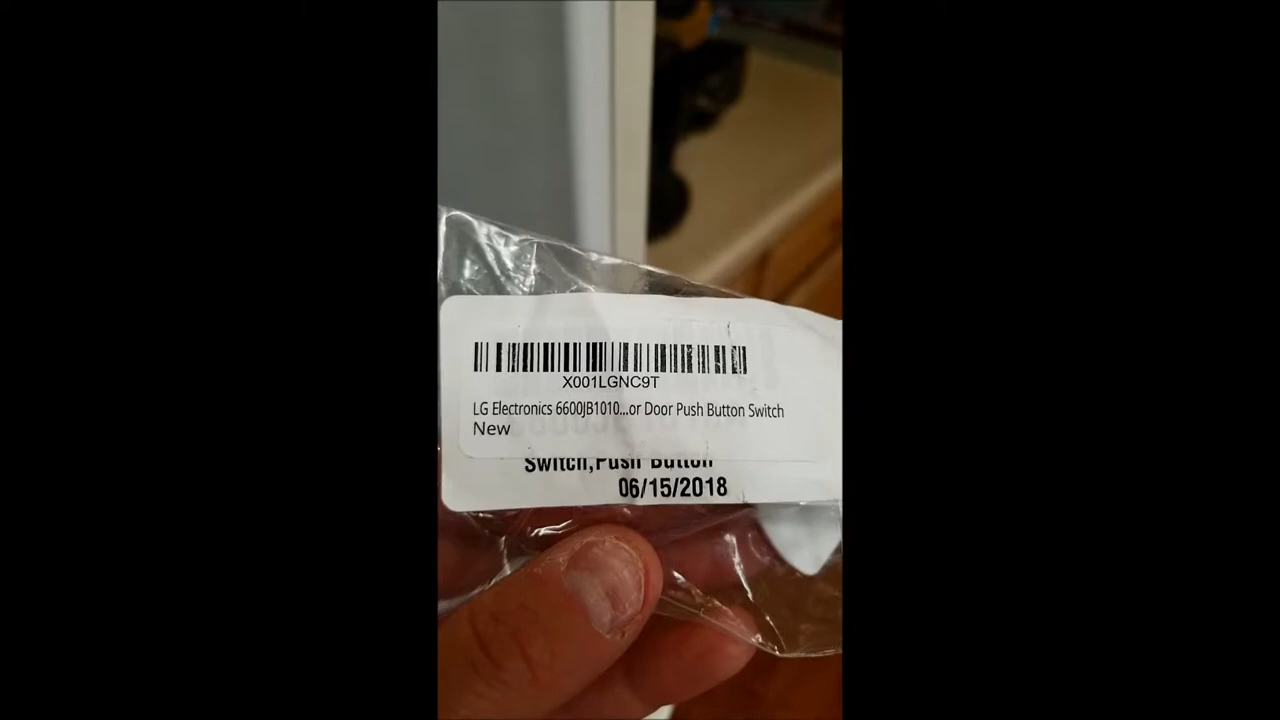 X001LGNC9T
LG Electronics 6600JB1010...or Door Push Button Switch
New
Switch,Push Button
06/15/2018